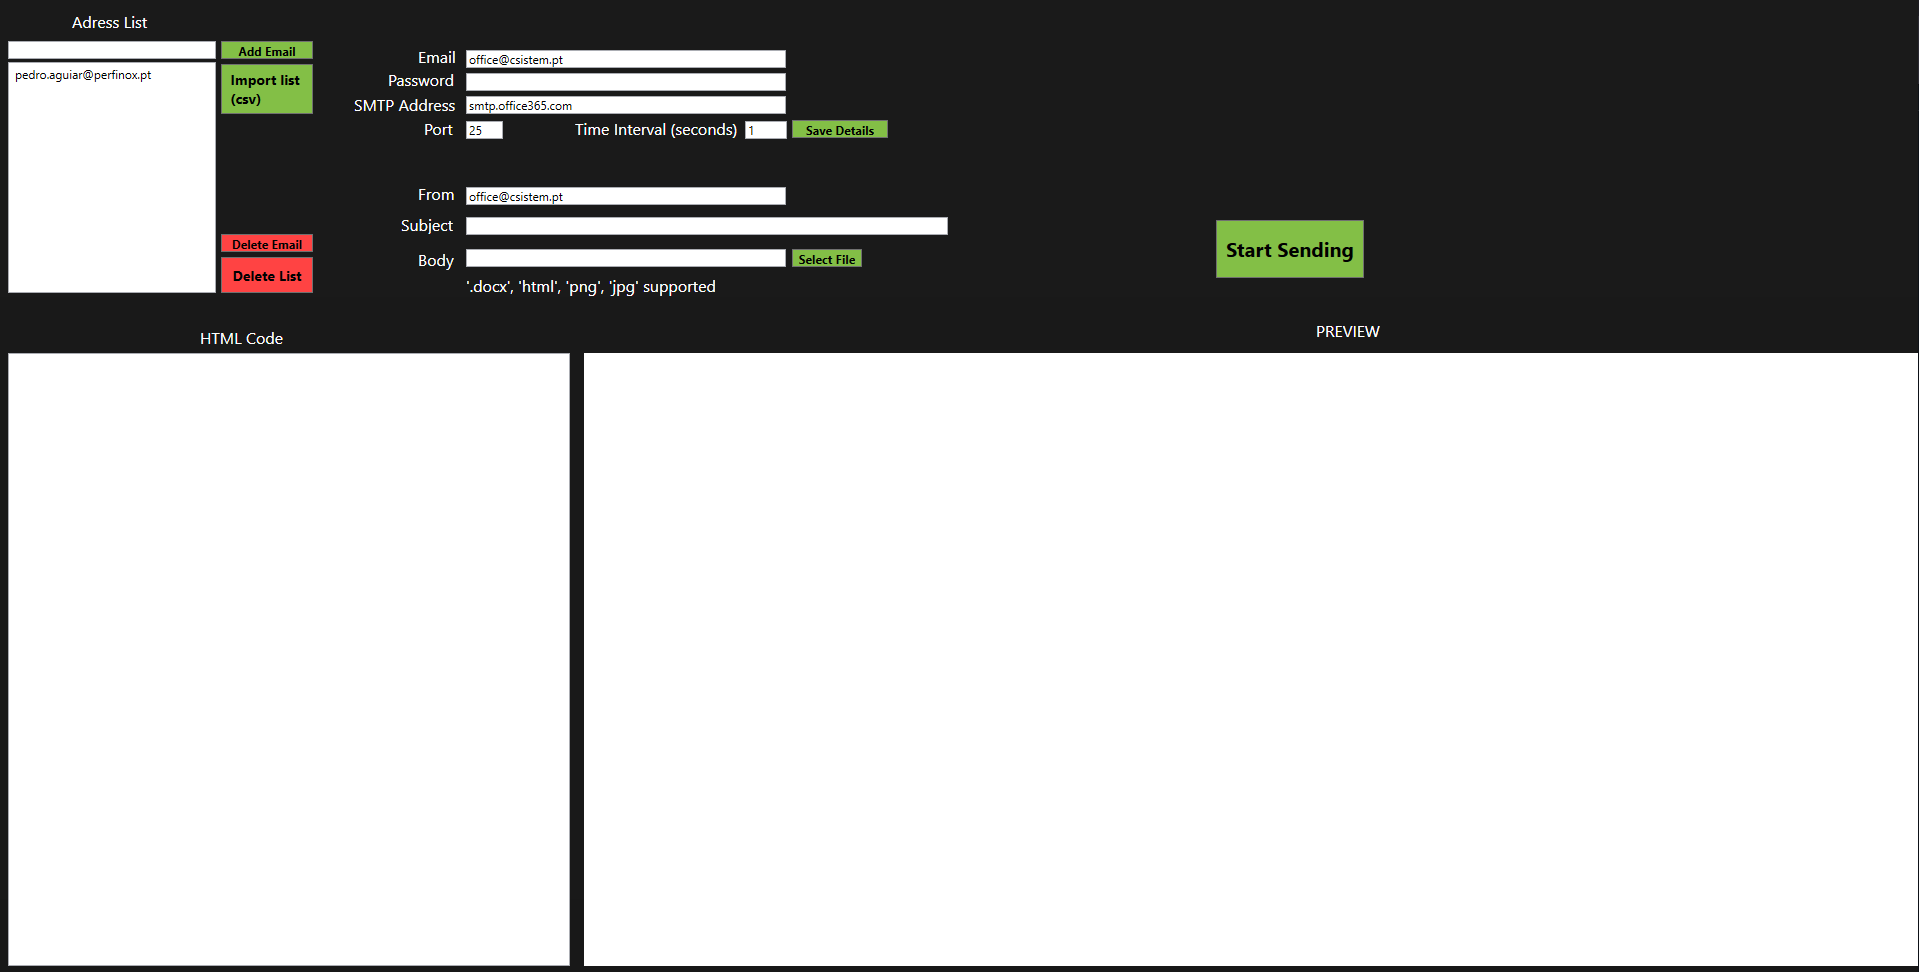 Adress List
Add Email
pedro.aguiar@perfinox.pt
Import list
(csv)
Delete Email
Delete List
Email office@csistem.pt
Password
SMTP Address smtp.office365.com
Port 25 Time Interval (seconds) 1 Save Details
From office@csistem.pt
Subject
Body Select File
'.docx', 'html', 'png', 'jpg' supported
Start Sending
HTML Code
PREVIEW